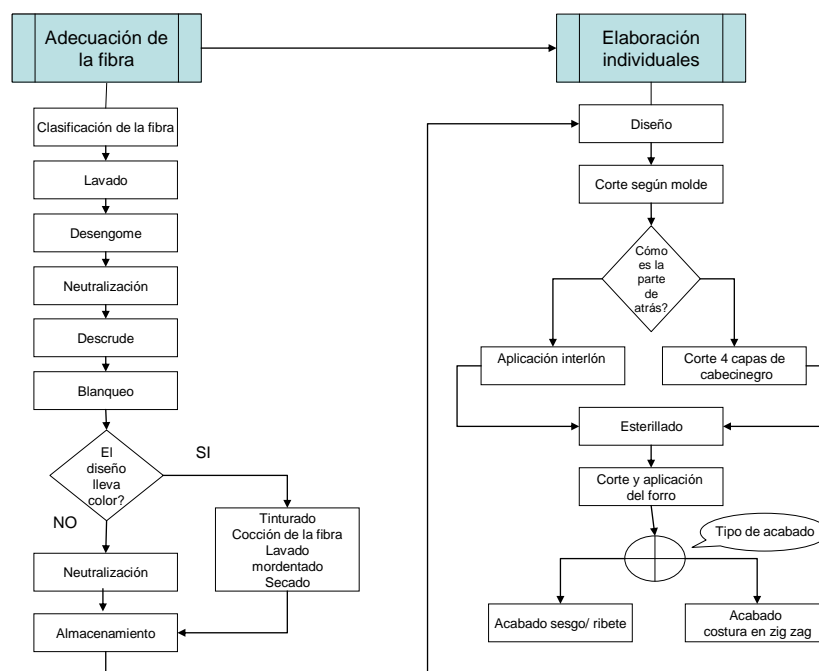 Adecuación de
la fibra
Clasificación de la fibra
Lavado
Desengome
Neutralización
Descrude
Blanqueo
El
diseño
lleva
color?
SI
NO
Tinturado
Cocción de la fibra
Lavado
mordentado
Secado
Neutralización
Almacenamiento
Elaboración
individuales
Diseño
Corte según molde
Cómo
es la
parte
de
atrás?
Aplicación interlón
Corte 4 capas de
cabecinegro
Esterillado
Corte y aplicación
del forro
Tipo de acabado
Acabado sesgo/ ribete
Acabado
costura en zig zag